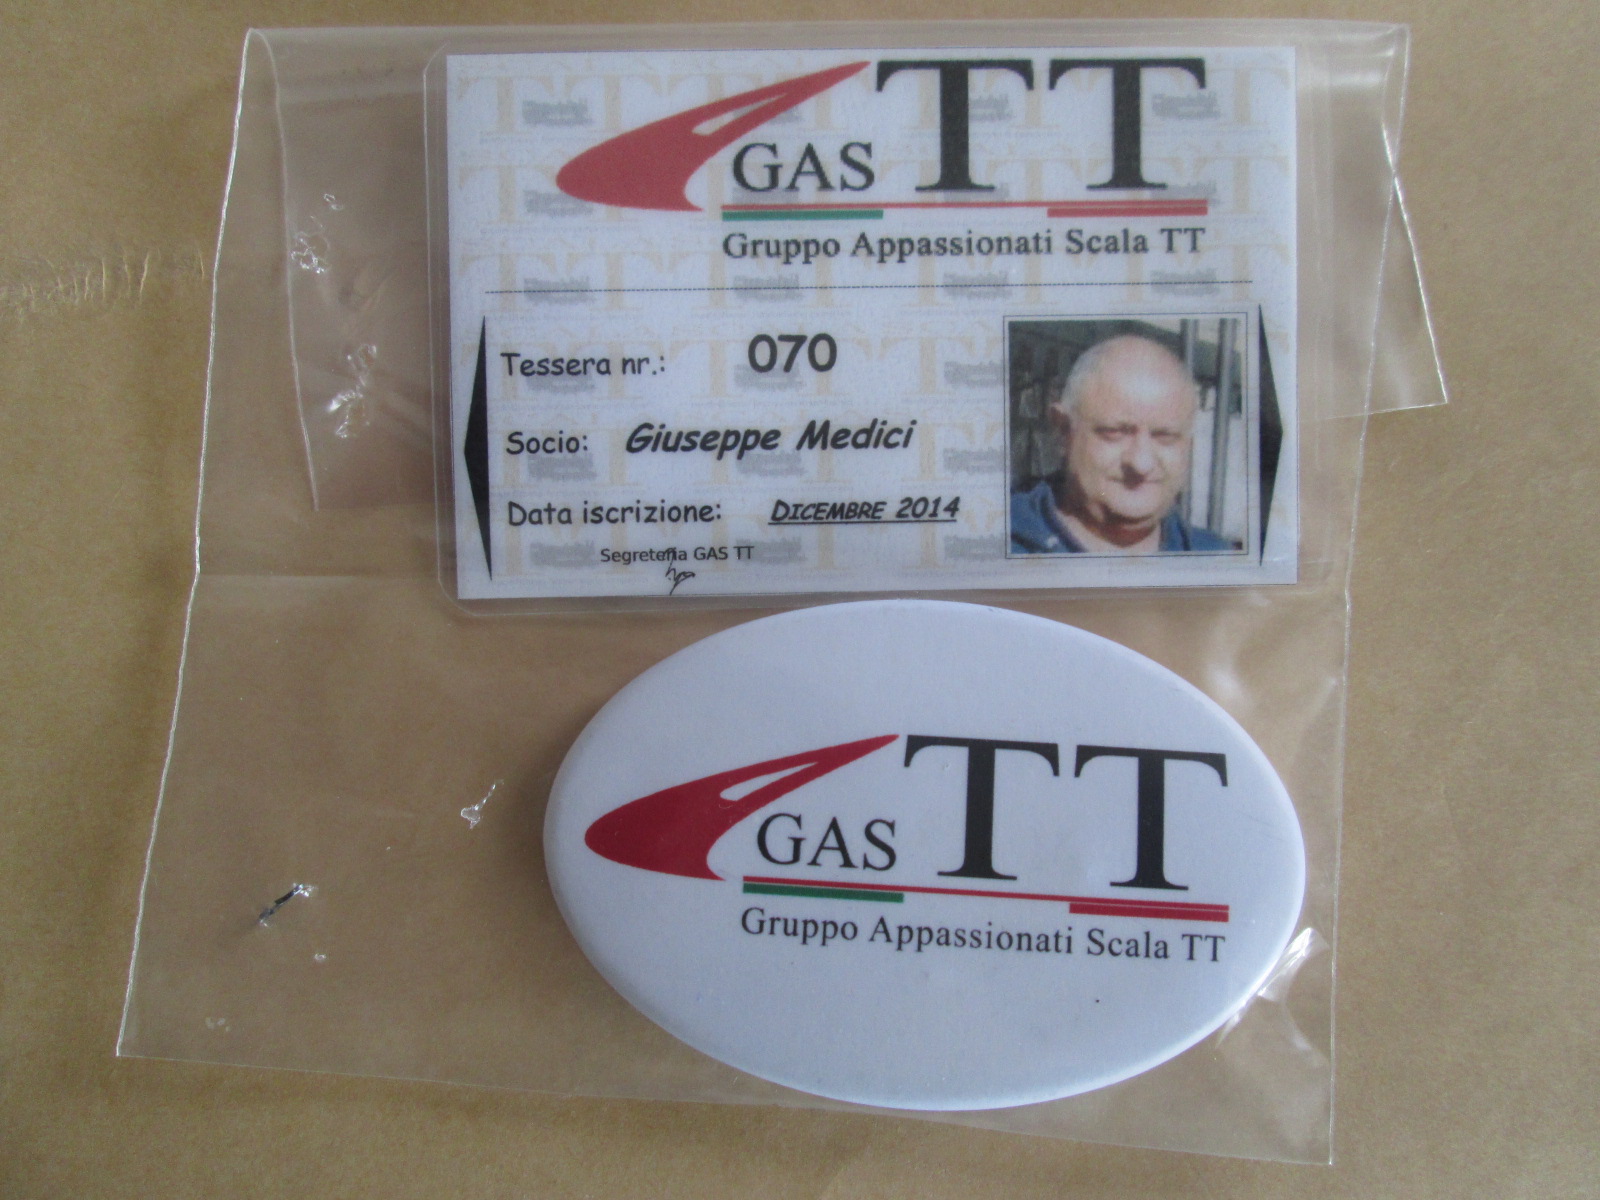 GAS TT
Gruppo Appassionati Scala TT
Tessera nr.: 070
Socio: Giuseppe Medici
Data iscrizione: DICEMBRE 2014
Segreteria GAS TT
GAS TT
Gruppo Appassionati Scala TT